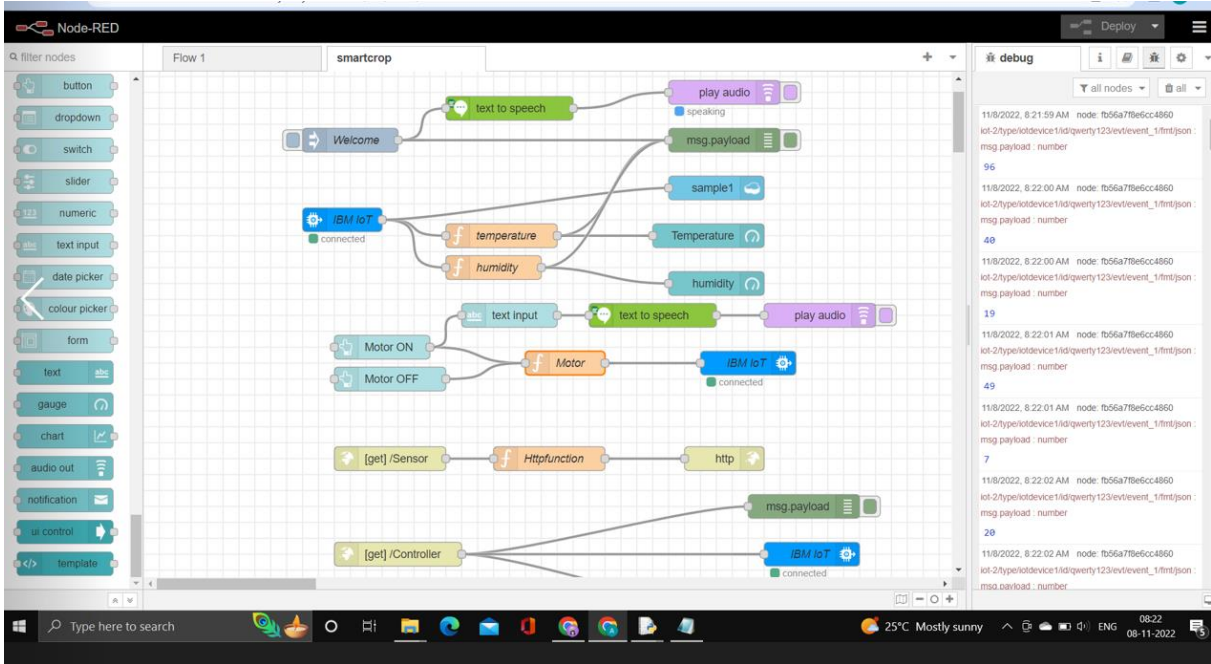 Node-RED
Deploy
filter nodes
button
dropdown
switch
slider
numeric
text input
date picker
colour picker
form
text
gauge
chart
audio out
notification
ui control
template
Flow 1
smartcrop
text to speech
play audio
speaking
Welcome
msg.payload
sample1
IBM IoT
connected
temperature
Temperature
humidity
humidity
text input
text to speech
play audio
Motor ON
Motor
IBM IoT
Motor OFF
connected
[get] /Sensor
Httpfunction
http
msg.payload
[get] /Controller
IBM IoT
connected
debug
all nodes
all
11/8/2022, 8:21:59 AM node: fb56a7f8e6cc4860
iot-2/type/iotdevice1/id/qwerty123/evt/event_1/fmt/json :
msg.payload : number
96
11/8/2022, 8:22:00 AM node: fb56a7f8e6cc4860
iot-2/type/iotdevice1/id/qwerty123/evt/event_1/fmt/json :
msg.payload : number
40
11/8/2022, 8:22:00 AM node: fb56a7f8e6cc4860
iot-2/type/iotdevice1/id/qwerty123/evt/event_1/fmt/json :
msg.payload : number
19
11/8/2022, 8:22:01 AM node: fb56a7f8e6cc4860
iot-2/type/iotdevice1/id/qwerty123/evt/event_1/fmt/json :
msg.payload : number
49
11/8/2022, 8:22:01 AM node: fb56a7f8e6cc4860
iot-2/type/iotdevice1/id/qwerty123/evt/event_1/fmt/json :
msg.payload : number
7
11/8/2022, 8:22:02 AM node: fb56a7f8e6cc4860
iot-2/type/iotdevice1/id/qwerty123/evt/event_1/fmt/json :
msg.payload : number
20
11/8/2022, 8:22:02 AM node: fb56a7f8e6cc4860
iot-2/type/iotdevice1/id/qwerty123/evt/event_1/fmt/json :
msg.payload : number
Type here to search
25°C Mostly sunny
ENG
08:22
08-11-2022
5